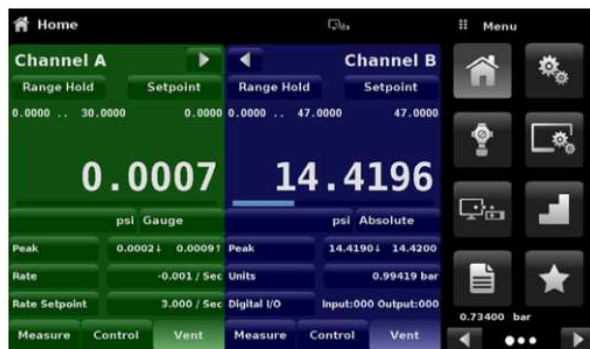 Home
Menu
Channel A
Channel B
Range Hold Setpoint
Range Hold Setpoint
0.0000 .. 30.0000 0.0000
0.0000 .. 47.0000 47.0000
0.0007
14.4196
psi Gauge
psi Absolute
Peak 0.0002↓ 0.0009↑
Peak 14.4190↓ 14.4200
Rate -0.001 / Sec
Units 0.99419 bar
Rate Setpoint 3.000 / Sec
Digital I/O Input:000 Output:000
Measure Control Vent
Measure Control Vent
0.73400 bar